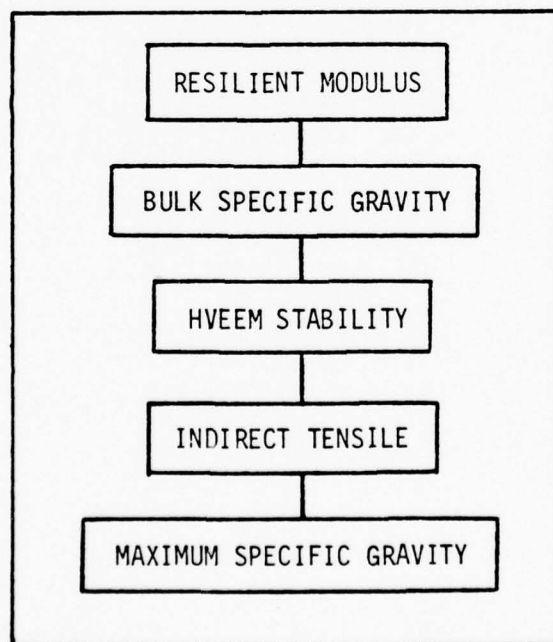 RESILIENT MODULUS
BULK SPECIFIC GRAVITY
HVEEM STABILITY
INDIRECT TENSILE
MAXIMUM SPECIFIC GRAVITY